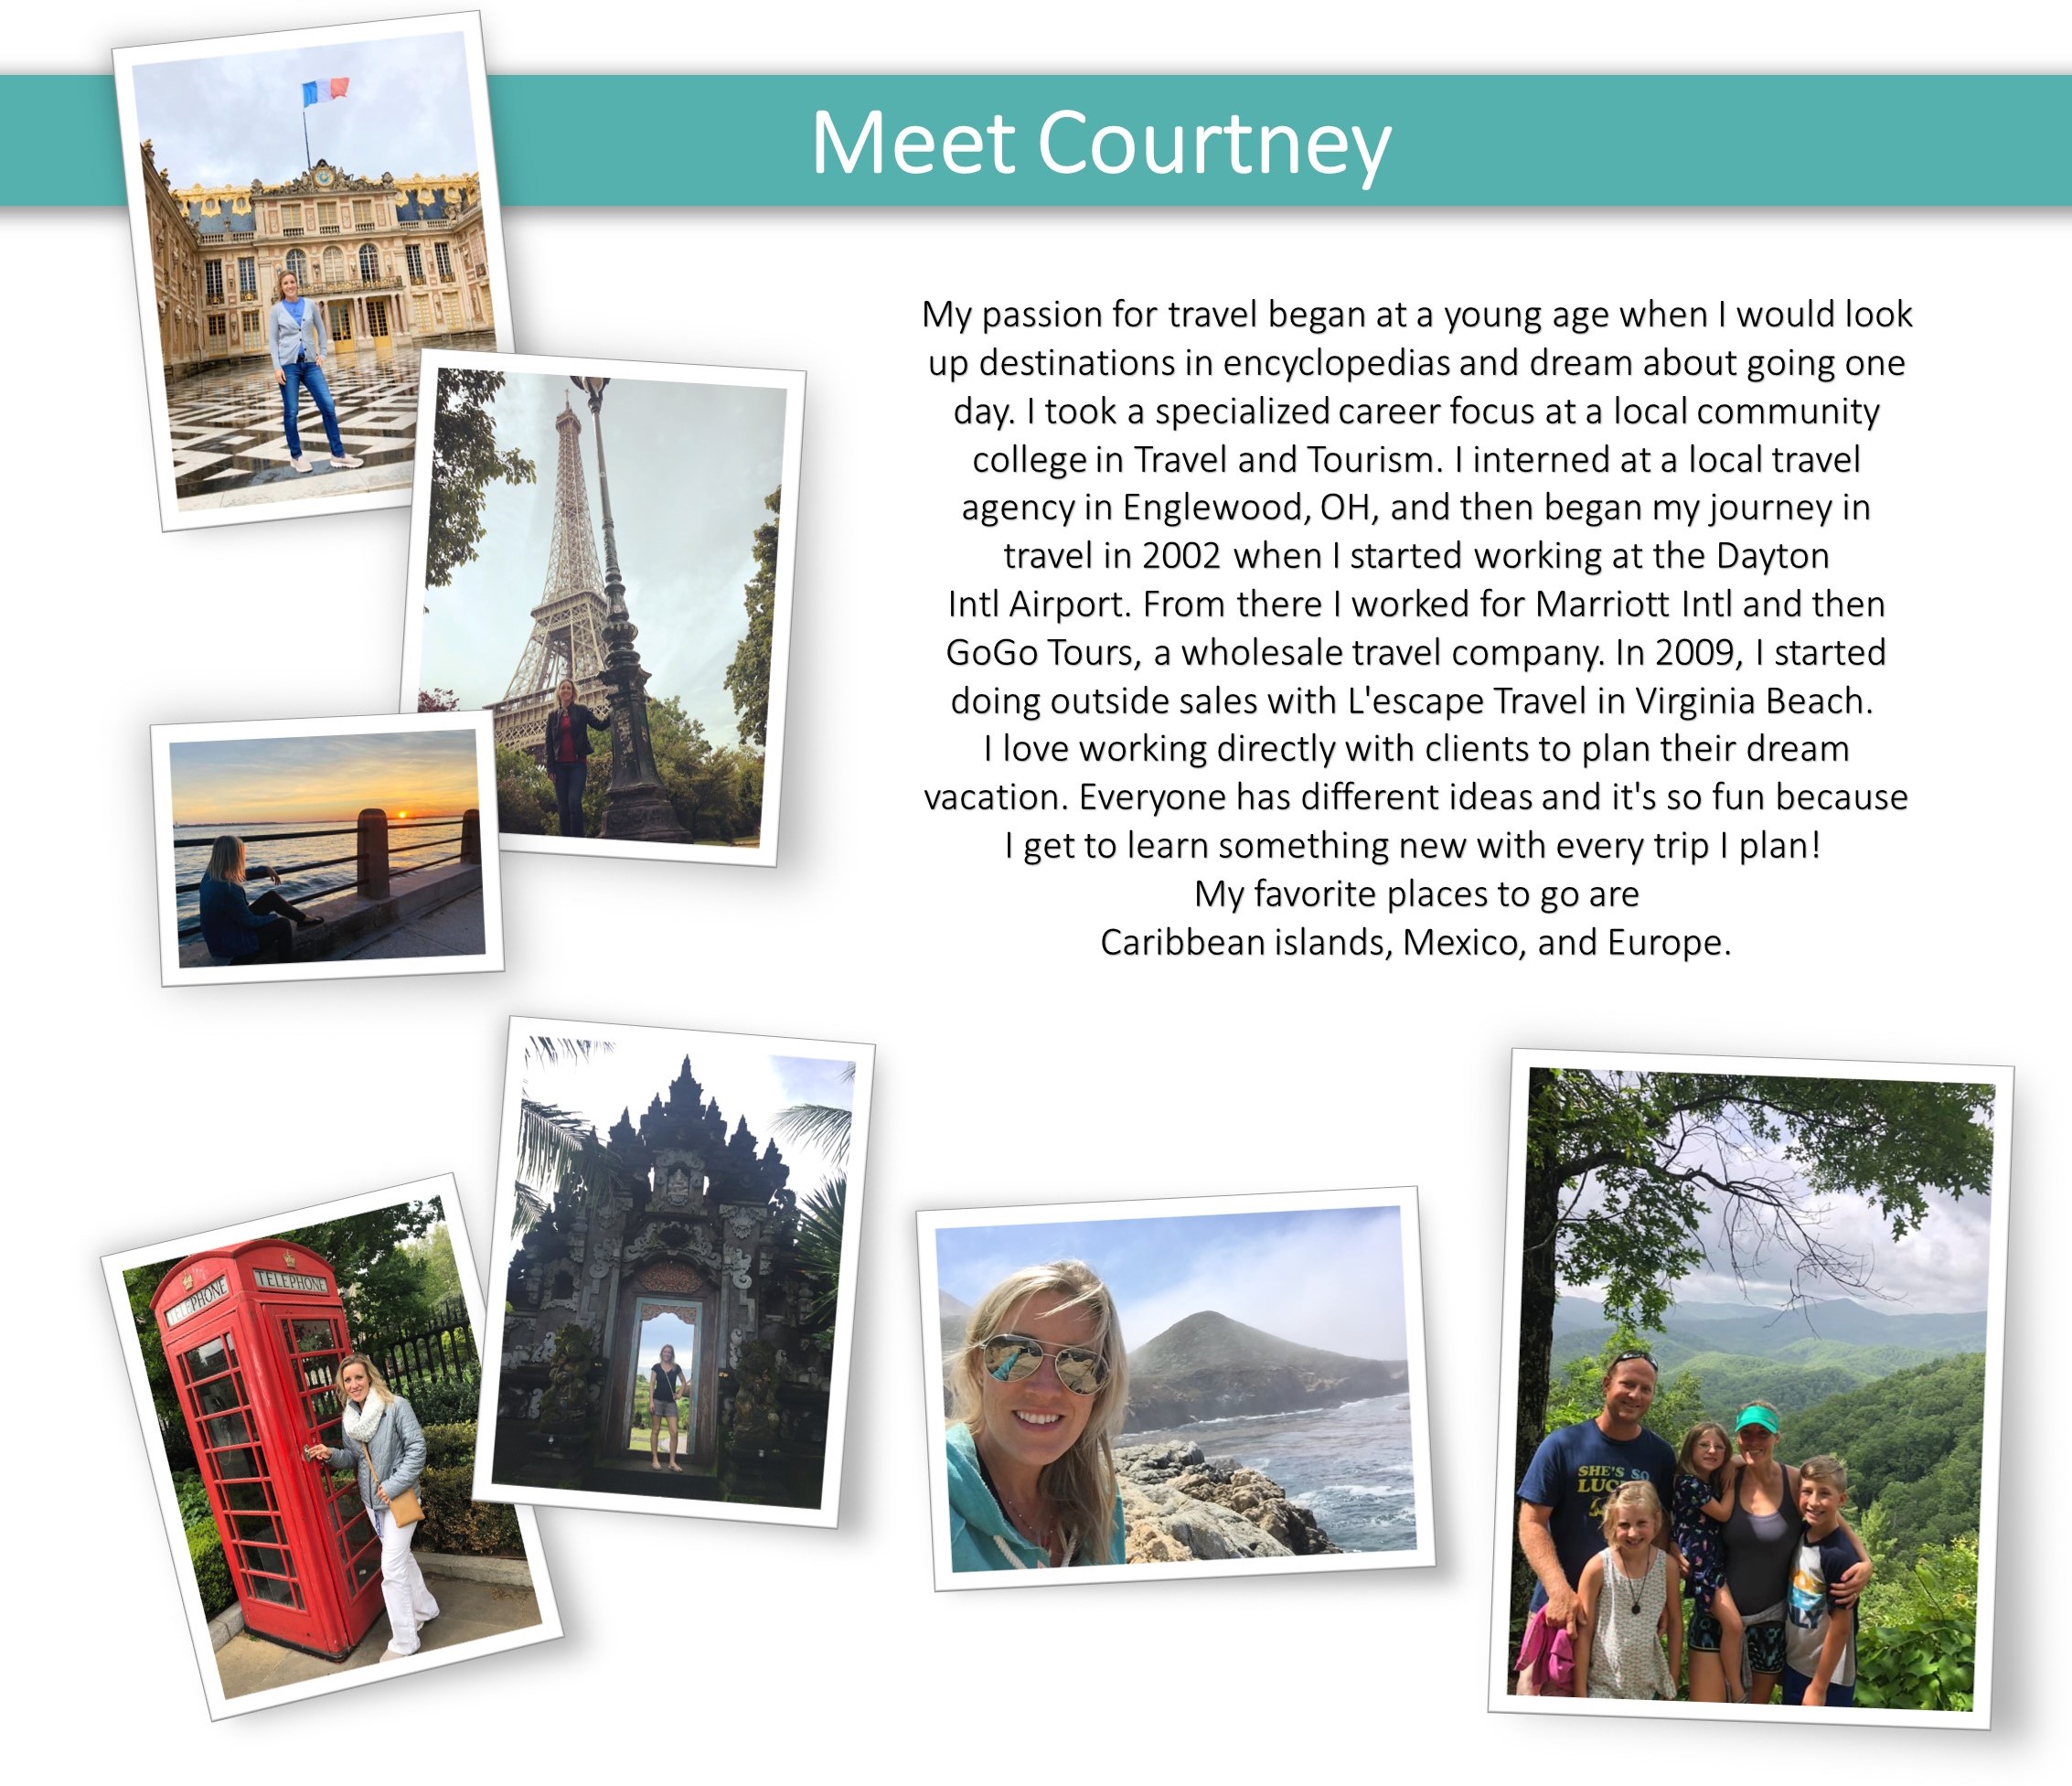 Meet Courtney
My passion for travel began at a young age when I would look
up destinations in encyclopedias and dream about going one
day. I took a specialized career focus at a local community
college in Travel and Tourism. I interned at a local travel
agency in Englewood, OH, and then began my journey in
travel in 2002 when I started working at the Dayton
Intl Airport. From there I worked for Marriott Intl and then
GoGo Tours, a wholesale travel company. In 2009, I started
doing outside sales with L'escape Travel in Virginia Beach.
I love working directly with clients to plan their dream
vacation. Everyone has different ideas and it's so fun because
I get to learn something new with every trip I plan!
My favorite places to go are
Caribbean islands, Mexico, and Europe.
TELEPHONE
TELEPHONE
SHE'S SO